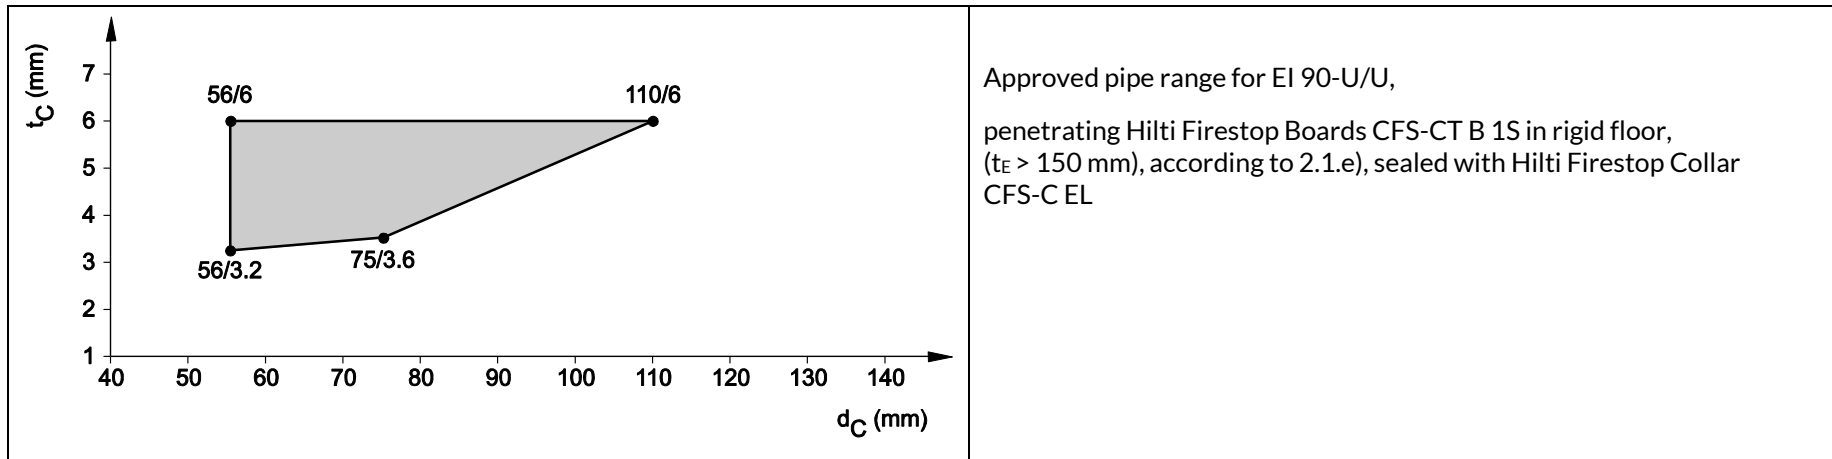 tC (mm)
7
6
5
4
3
2
1
56/6
110/6
56/3.2
75/3.6
40 50 60 70 80 90 100 110 120 130 140
dC (mm)
Approved pipe range for EI 90-U/U,
penetrating Hilti Firestop Boards CFS-CT B 1S in rigid floor,
(tE > 150 mm), according to 2.1.e), sealed with Hilti Firestop Collar
CFS-C EL